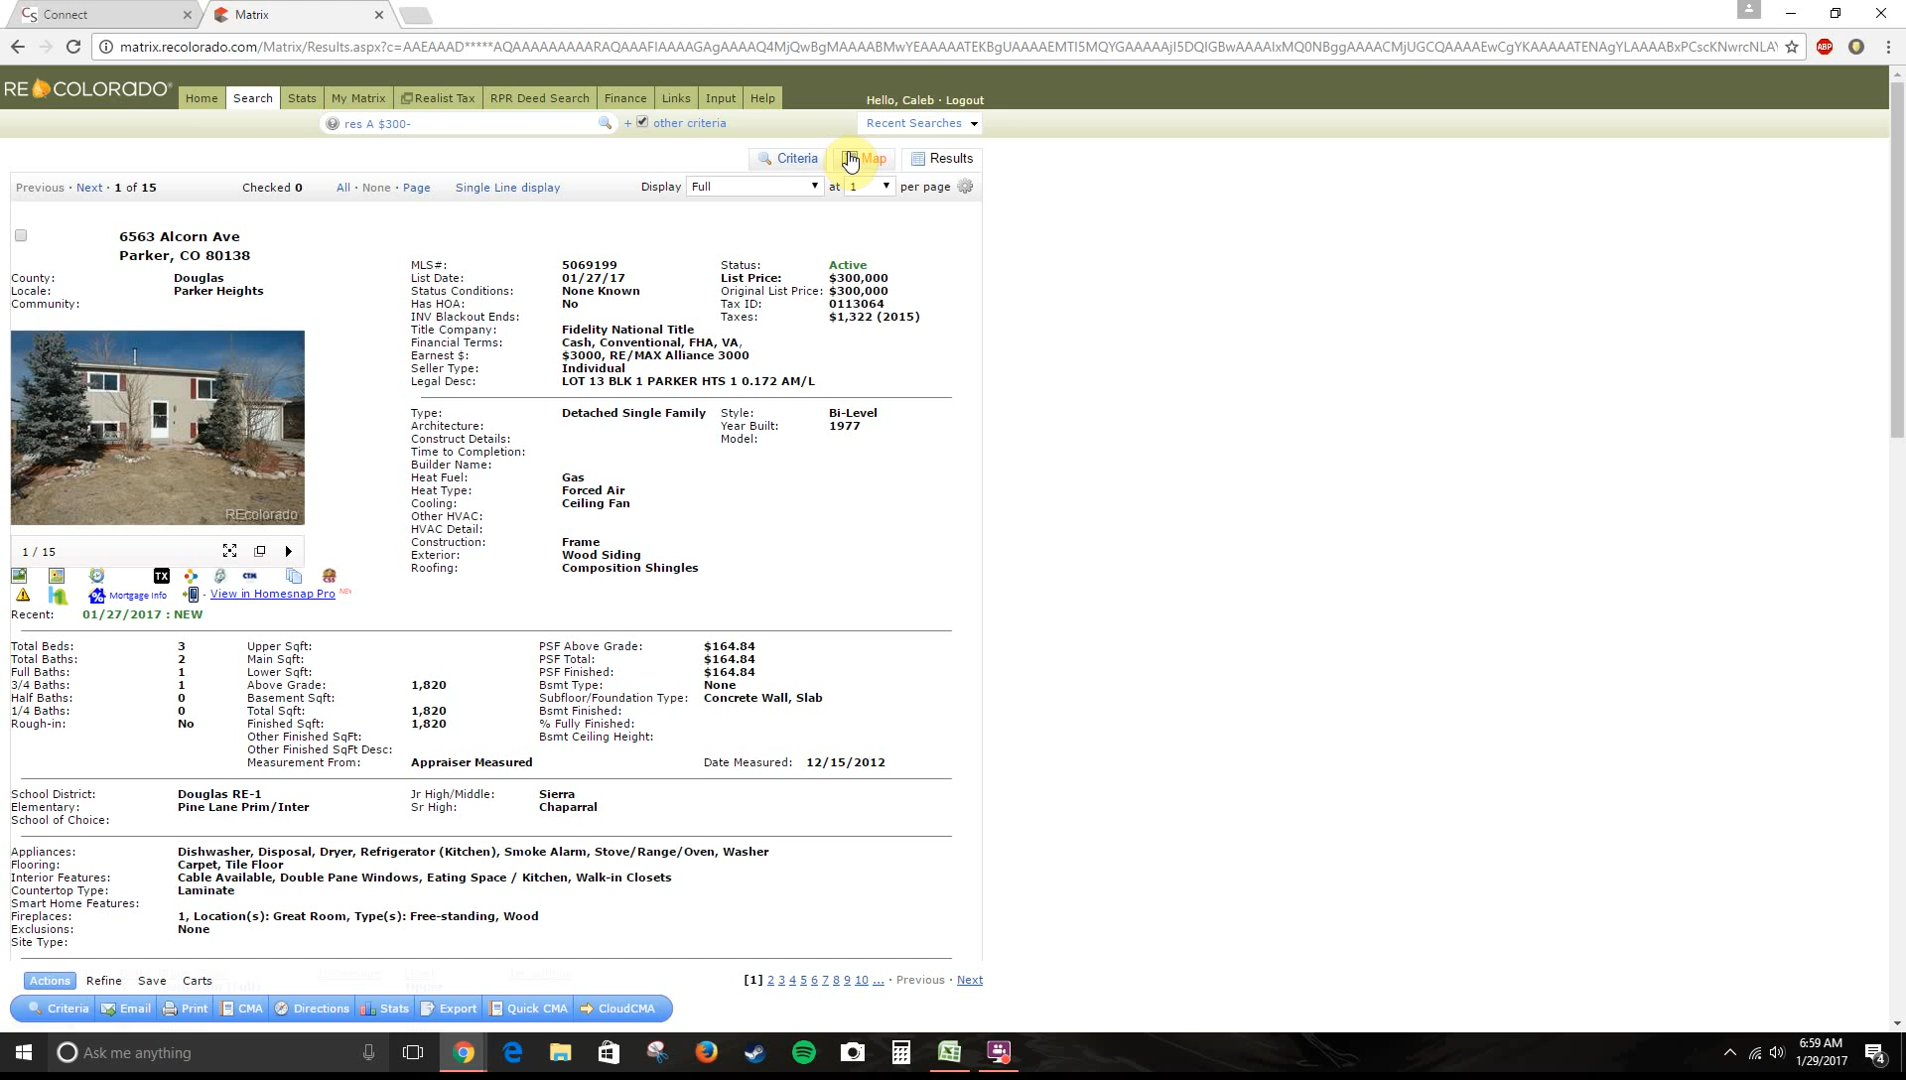 Connect
Matrix
matrix.recolorado.com/Matrix/Results.aspx?c=AAEAAAD*****AQAAAAAAAAARAQAAAFIAAAAGAgAAAAQ4MjQwBgMAAAABMwYEAAAAATEKBgUAAAAEMTI5MQYGAAAAAjI5DQIGBwAAAAIxMQ0NBggAAAACMjUGCQAAAAEwCgYKAAAAATENAgYLAAAABxPCscKNwrcNLAY
RECOLORADO
Home Search Stats My Matrix Realist Tax RPR Deed Search Finance Links Input Help Hello, Caleb · Logout
res A $300- + other criteria Recent Searches
Criteria Map Results
Previous · Next · 1 of 15 Checked 0 All · None · Page Single Line display Display Full at 1 per page
6563 Alcorn Ave
Parker, CO 80138
County: Douglas
Locale: Parker Heights
Community:
MLS#: 5069199 Status: Active
List Date: 01/27/17 List Price: $300,000
Status Conditions: None Known Original List Price: $300,000
Has HOA: No Tax ID: 0113064
INV Blackout Ends: Taxes: $1,322 (2015)
Title Company: Fidelity National Title
Financial Terms: Cash, Conventional, FHA, VA,
Earnest $: $3000, RE/MAX Alliance 3000
Seller Type: Individual
Legal Desc: LOT 13 BLK 1 PARKER HTS 1 0.172 AM/L
Type: Detached Single Family Style: Bi-Level
Architecture: Year Built: 1977
Construct Details: Model:
Time to Completion:
Builder Name:
Heat Fuel: Gas
Heat Type: Forced Air
Cooling: Ceiling Fan
Other HVAC:
HVAC Detail:
Construction: Frame
Exterior: Wood Siding
Roofing: Composition Shingles
REcolorado
1 / 15
TX CTM
Mortgage Info - View in Homesnap Pro
Recent: 01/27/2017 : NEW
Total Beds: 3 Upper Sqft: PSF Above Grade: $164.84
Total Baths: 2 Main Sqft: PSF Total: $164.84
Full Baths: 1 Lower Sqft: PSF Finished: $164.84
3/4 Baths: 1 Above Grade: 1,820 Bsmt Type: None
Half Baths: 0 Basement Sqft: Subfloor/Foundation Type: Concrete Wall, Slab
1/4 Baths: 0 Total Sqft: 1,820 Bsmt Finished:
Rough-in: No Finished Sqft: 1,820 % Fully Finished:
Other Finished SqFt: Bsmt Ceiling Height:
Other Finished SqFt Desc:
Measurement From: Appraiser Measured Date Measured: 12/15/2012
School District: Douglas RE-1 Jr High/Middle: Sierra
Elementary: Pine Lane Prim/Inter Sr High: Chaparral
School of Choice:
Appliances: Dishwasher, Disposal, Dryer, Refrigerator (Kitchen), Smoke Alarm, Stove/Range/Oven, Washer
Flooring: Carpet, Tile Floor
Interior Features: Cable Available, Double Pane Windows, Eating Space / Kitchen, Walk-in Closets
Countertop Type: Laminate
Smart Home Features:
Fireplaces: 1, Location(s): Great Room, Type(s): Free-standing, Wood
Exclusions: None
Site Type:
Actions Refine Save Carts [1] 2 3 4 5 6 7 8 9 10 ... · Previous · Next
Criteria Email Print CMA Directions Stats Export Quick CMA CloudCMA
Ask me anything
6:59 AM
1/29/2017
4